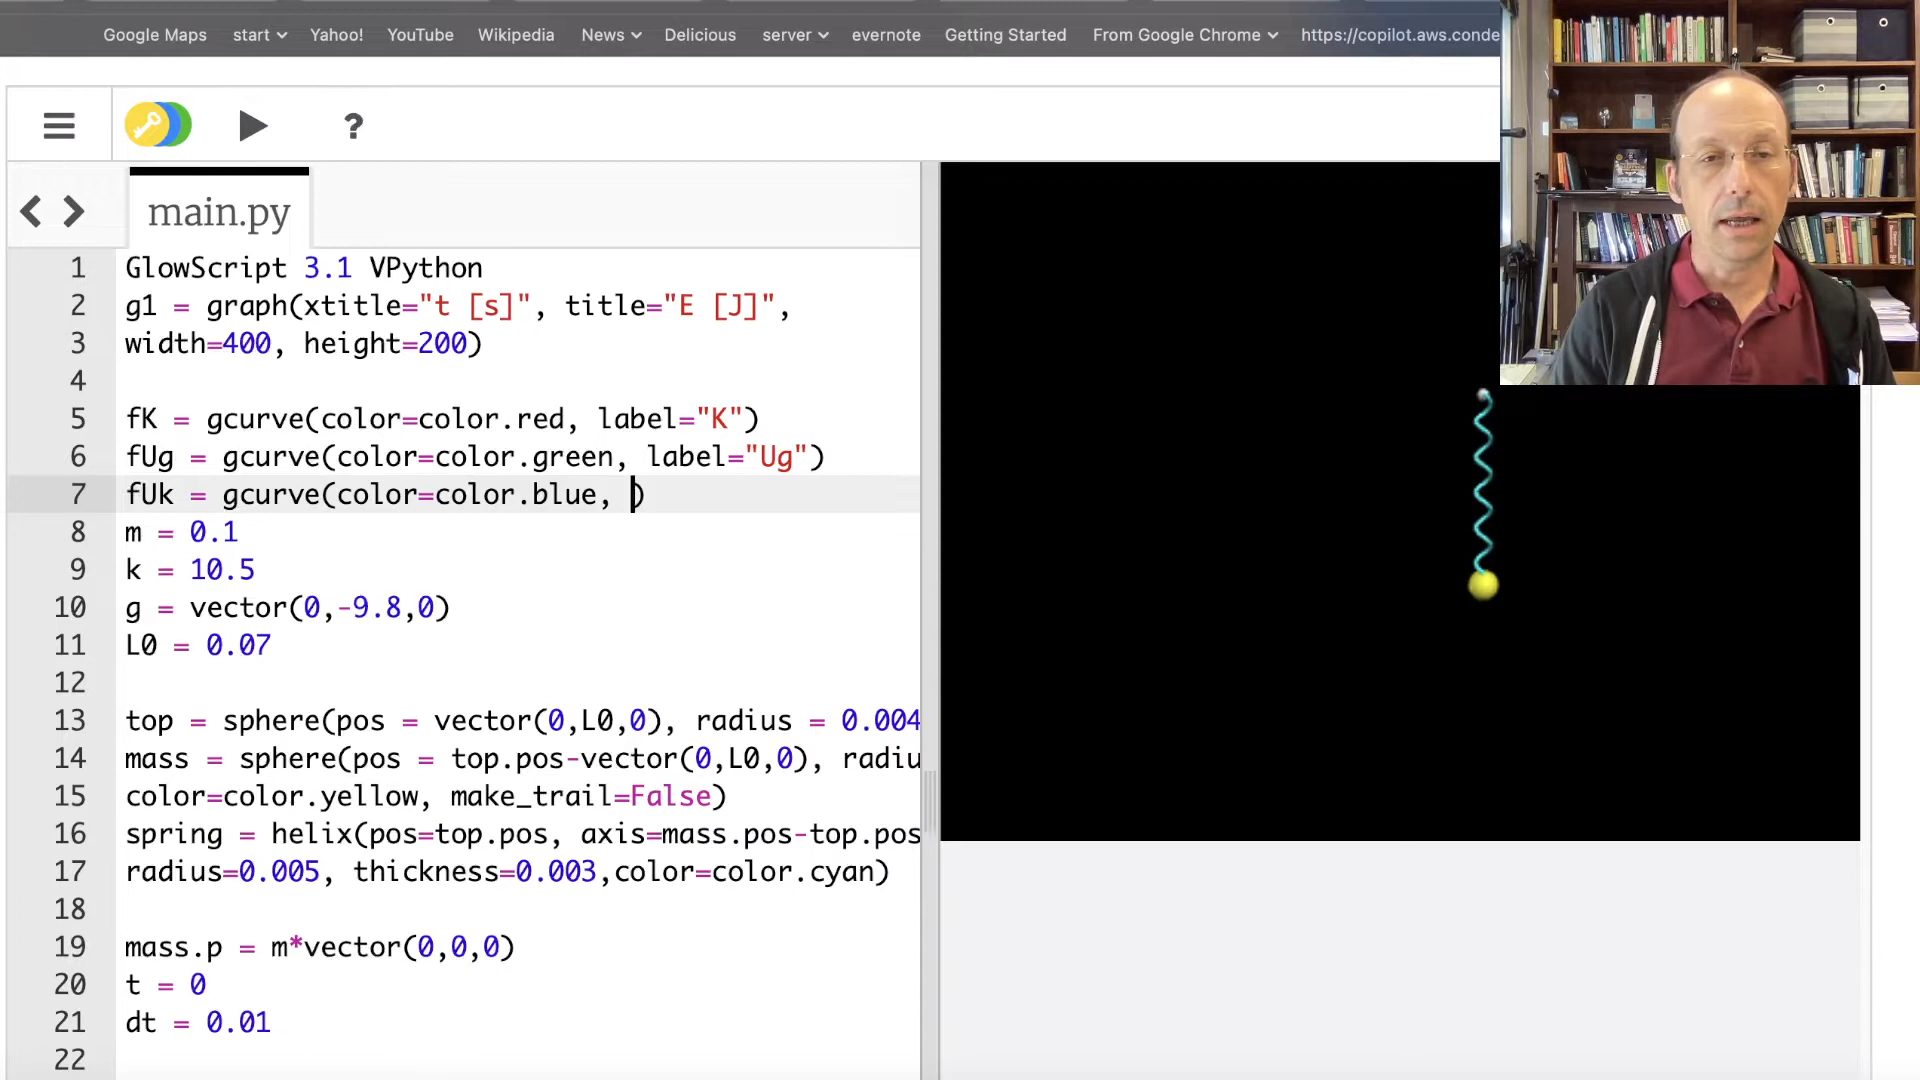 Google Maps start Yahoo! YouTube Wikipedia News Delicious server evernote Getting Started From Google Chrome https://copilot.aws.conde
?
main.py
1 GlowScript 3.1 VPython
2 g1 = graph(xtitle="t [s]", title="E [J]",
3 width=400, height=200)
4
5 fK = gcurve(color=color.red, label="K")
6 fUg = gcurve(color=color.green, label="Ug")
7 fUk = gcurve(color=color.blue, )
8 m = 0.1
9 k = 10.5
10 g = vector(0,-9.8,0)
11 L0 = 0.07
12
13 top = sphere(pos = vector(0,L0,0), radius = 0.004
14 mass = sphere(pos = top.pos-vector(0,L0,0), radiu
15 color=color.yellow, make_trail=False)
16 spring = helix(pos=top.pos, axis=mass.pos-top.pos
17 radius=0.005, thickness=0.003,color=color.cyan)
18
19 mass.p = m*vector(0,0,0)
20 t = 0
21 dt = 0.01
22